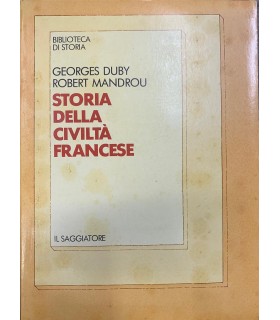 BIBLIOTECA
DI STORIA
GEORGES DUBY
ROBERT MANDROU
STORIA
DELLA
CIVILTÀ
FRANCESE
IL SAGGIATORE